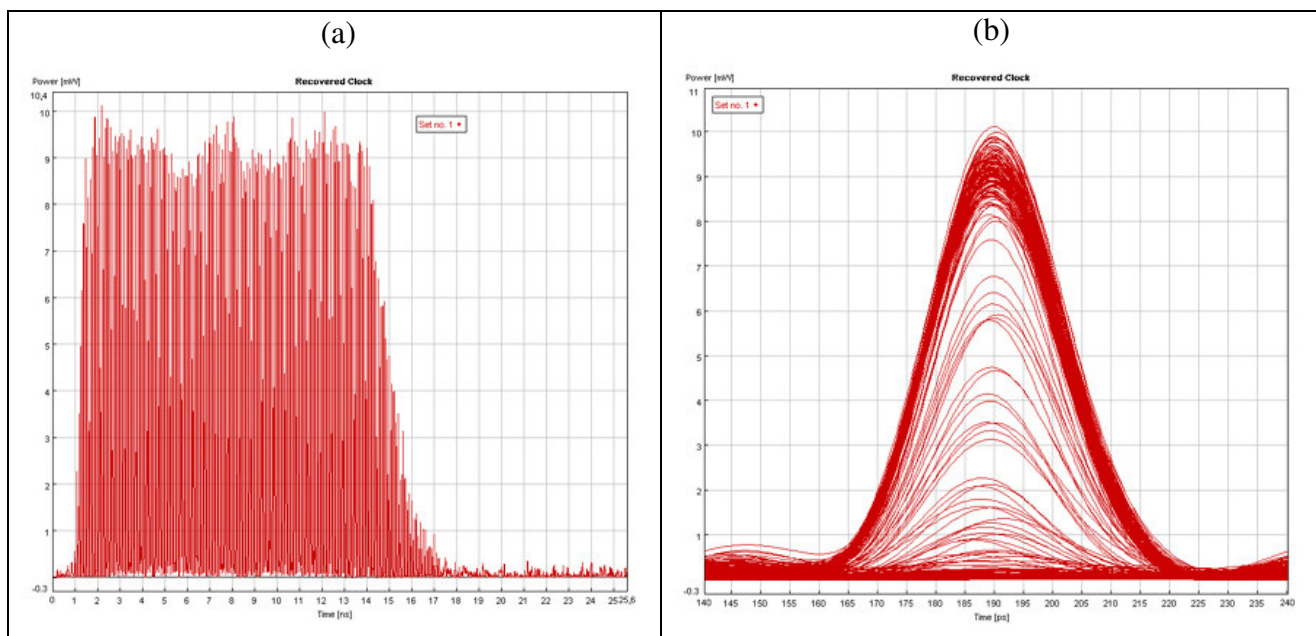 (a)
Power [mW]
Recovered Clock
10,4
Set no. 1
10
9
8
7
6
5
4
3
2
1
-0.3
0 1 2 3 4 5 6 7 8 9 10 11 12 13 14 15 16 17 18 19 20 21 22 23 24 25 25,6
Time [ns]
(b)
Power [mW]
Recovered Clock
11
Set no. 1
10
9
8
7
6
5
4
3
2
1
-0.3
140 145 150 155 160 165 170 175 180 185 190 195 200 205 210 215 220 225 230 235 240
Time [ps]